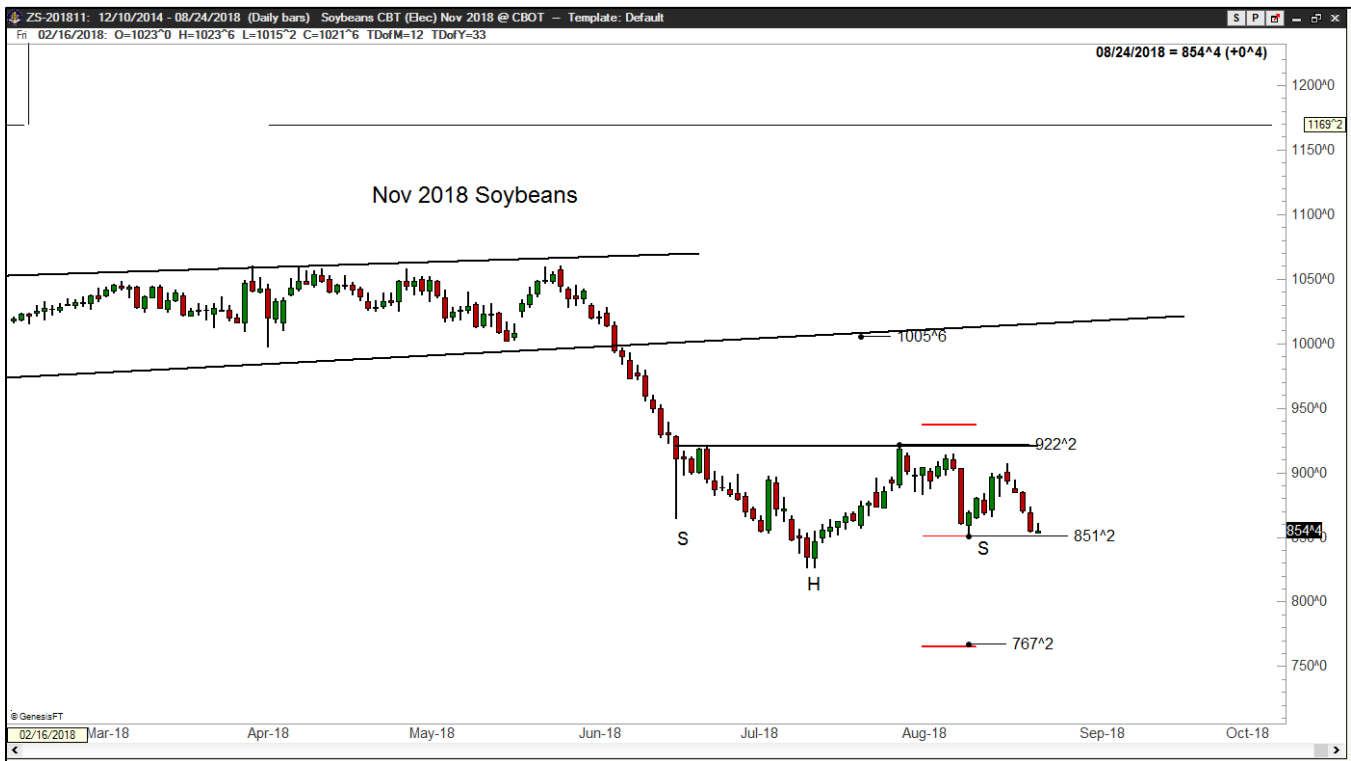 ZS-201811: 12/10/2014 - 08/24/2018 (Daily bars) Soybeans CBT (Elec) Nov 2018 @ CBOT — Template: Default
S P
Fri 02/16/2018: O=1023^0 H=1023^6 L=1015^2 C=1021^6 TDofM=12 TDofY=33
08/24/2018 = 854^4 (+0^4)
1200^0
1169^2
1150^0
Nov 2018 Soybeans
1100^0
1050^0
1005^6
1000^0
950^0
922^2
900^0
S
851^2
854^4
S
H
800^0
767^2
750^0
© GenesisFT
02/16/2018 Mar-18 Apr-18 May-18 Jun-18 Jul-18 Aug-18 Sep-18 Oct-18